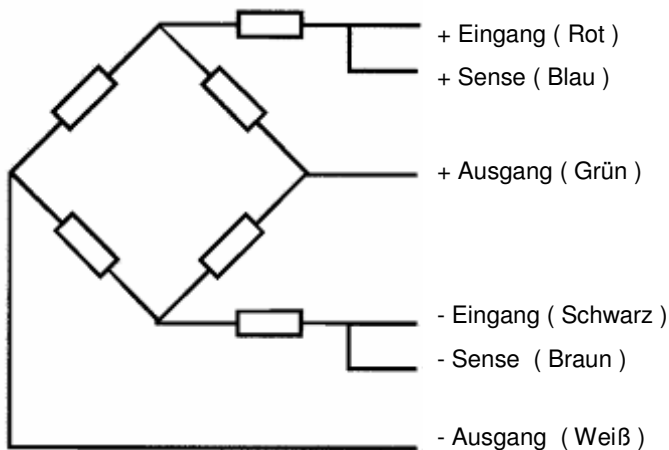 + Eingang ( Rot )
+ Sense ( Blau )
+ Ausgang ( Grün )
- Eingang ( Schwarz )
- Sense ( Braun )
- Ausgang ( Weiß )